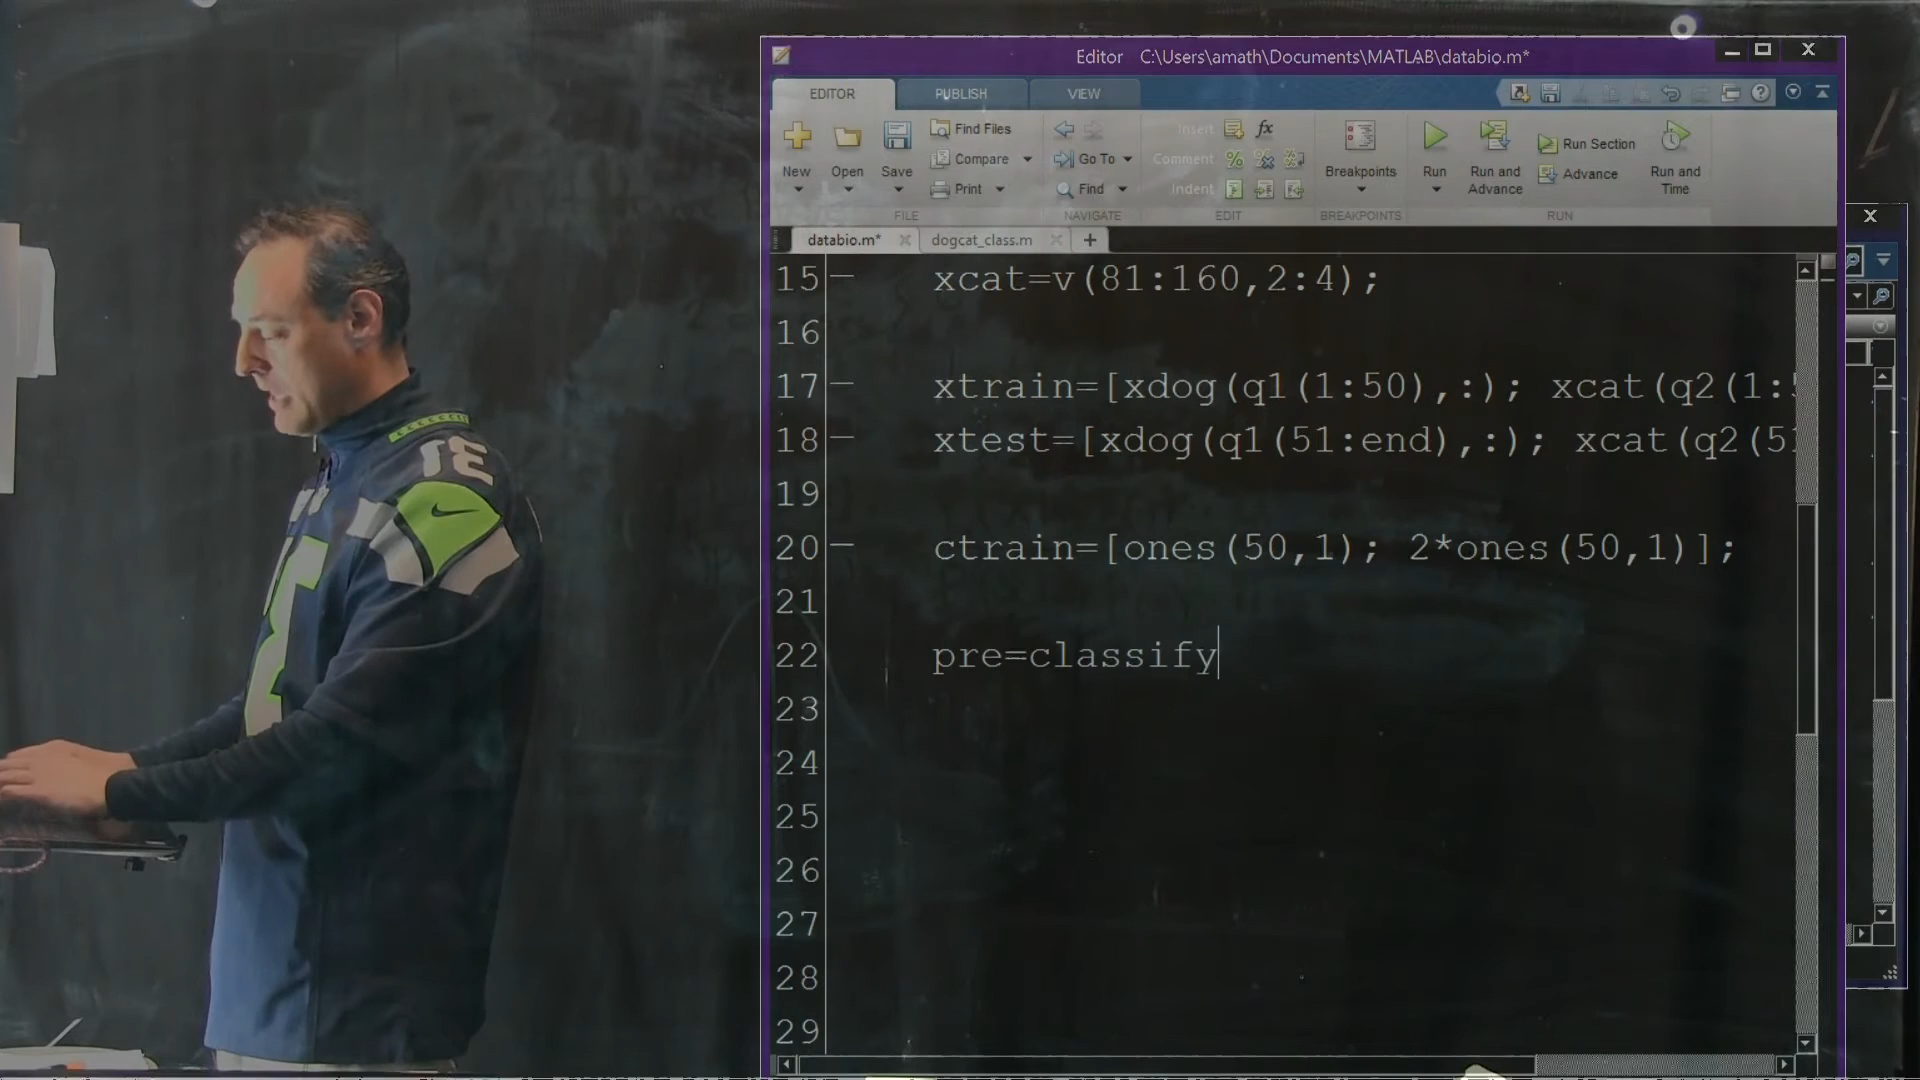 Editor C:\Users\amath\Documents\MATLAB\databio.m*
EDITOR PUBLISH VIEW
New Open Save Find Files Compare Print Go To Find Insert Comment Indent fx Breakpoints Run Run and Advance Run Section Advance Run and Time
FILE NAVIGATE EDIT BREAKPOINTS RUN
databio.m* dogcat_class.m
15 xcat=v(81:160,2:4);
16
17 xtrain=[xdog(q1(1:50),:); xcat(q2(1:5
18 xtest=[xdog(q1(51:end),:); xcat(q2(51
19
20 ctrain=[ones(50,1); 2*ones(50,1)];
21
22 pre=classify
23
24
25
26
27
28
29